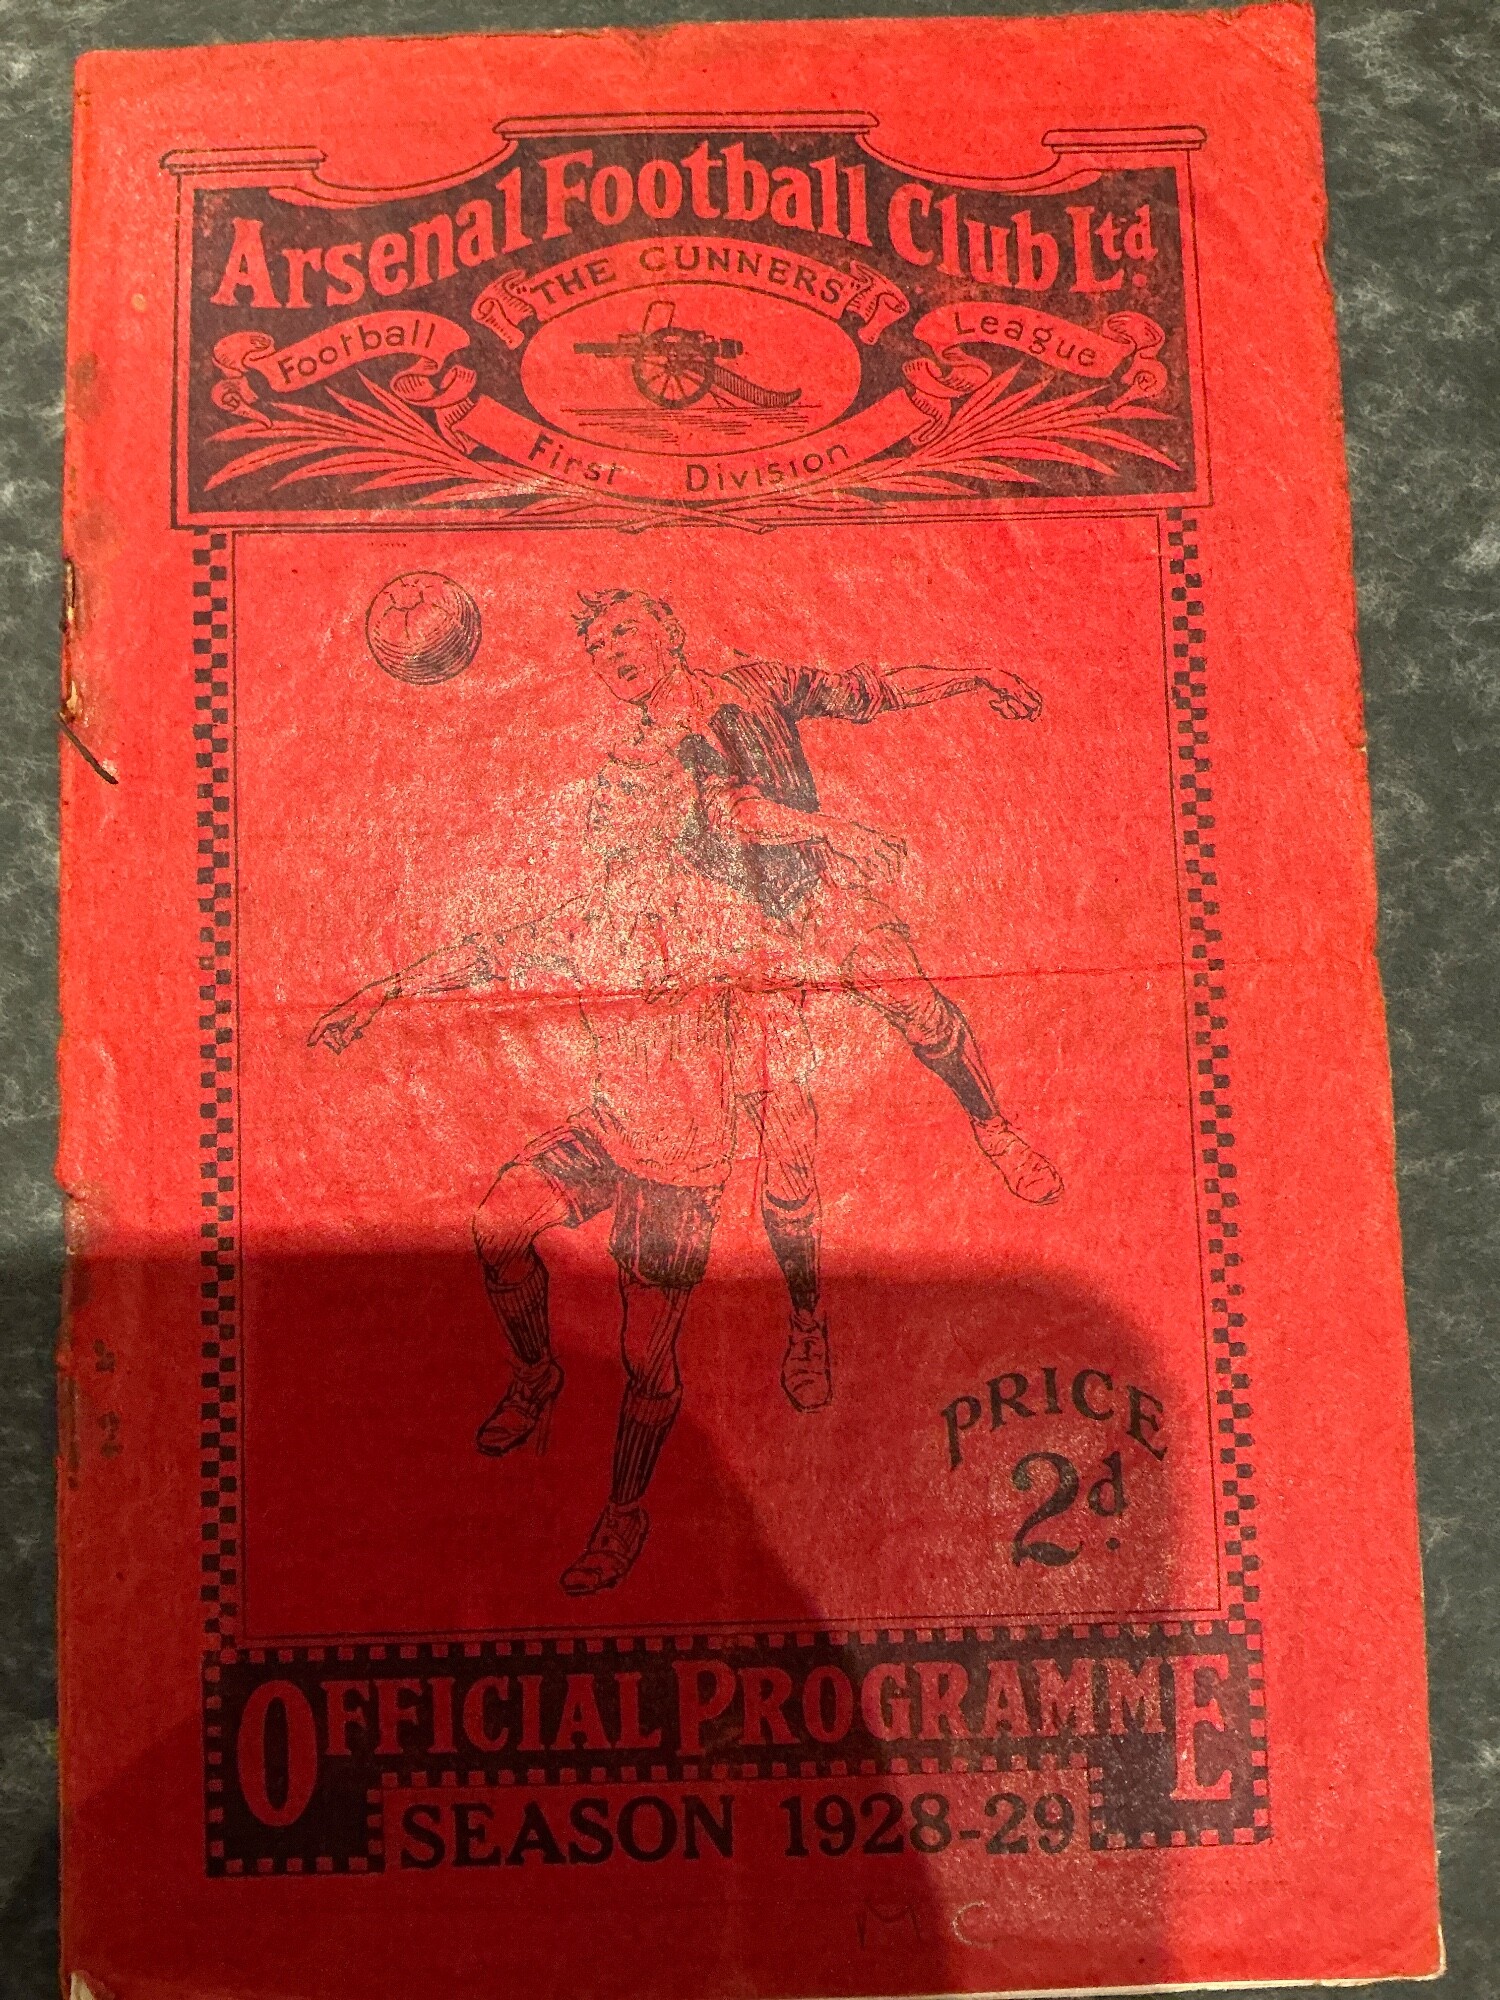 Arsenal Football Club Ltd.
"THE GUNNERS"
Football League
First Division
PRICE
2d.
OFFICIAL PROGRAMME
SEASON 1928-29
M C